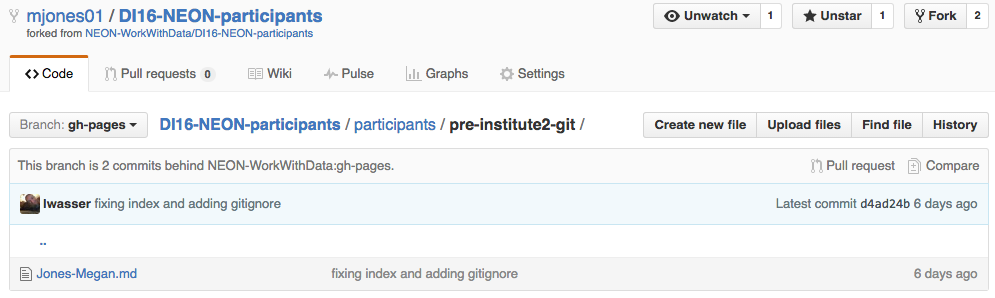 mjones01 / DI16-NEON-participants
Unwatch 1 Unstar 1 Fork 2
forked from NEON-WorkWithData/DI16-NEON-participants
Code Pull requests 0 Wiki Pulse Graphs Settings
Branch: gh-pages DI16-NEON-participants / participants / pre-institute2-git / Create new file Upload files Find file History
This branch is 2 commits behind NEON-WorkWithData:gh-pages. Pull request Compare
lwasser fixing index and adding gitignore Latest commit d4ad24b 6 days ago
..
Jones-Megan.md fixing index and adding gitignore 6 days ago